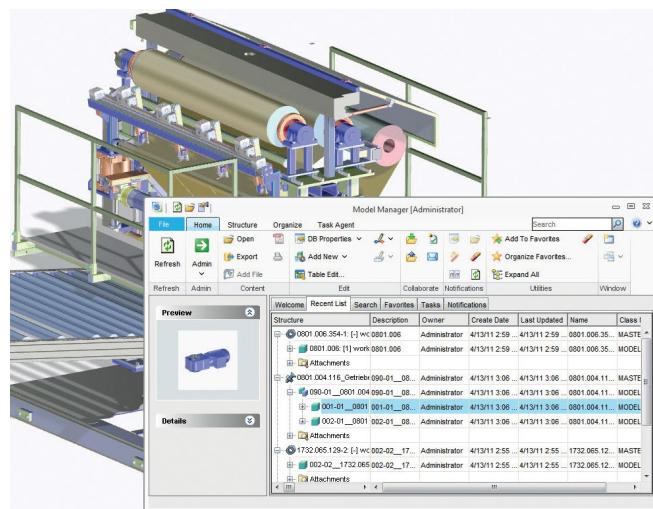 Model Manager [Administrator]
File Home Structure Organize Task Agent Search
Refresh Admin Open Export Add File DB Properties Add New Table Edit... Add To Favorites Organize Favorites... Expand All
Refresh Admin Content Edit Collaborate Notifications Utilities Window
Preview
Details
Welcome Recent List Search Favorites Tasks Notifications
Structure Description Owner Create Date Last Updated Name Class
0801.006.354-1: [-] wc 0801.006 Administrator 4/13/11 2:59 ... 4/13/11 2:59 ... 0801.006.35... MASTE
0801.006: [1] work 0801.006 Administrator 4/13/11 2:59 ... 4/13/11 2:59 ... 0801.006.35... MODEL
Attachments
0801.004.116_Getriebe 090-01__08... Administrator 4/13/11 3:06 ... 4/13/11 3:06 ... 0801.004.11... MASTE
090-01__0801.004 090-01__08... Administrator 4/13/11 3:06 ... 4/13/11 3:06 ... 0801.004.11... MODEL
001-01__0801 001-01__08... Administrator 4/13/11 3:06 ... 4/13/11 3:06 ... 0801.004.11... MODEL
002-01__0801 002-01__08... Administrator 4/13/11 3:06 ... 4/13/11 3:06 ... 0801.004.11... MODEL
Attachments
1732.065.129-2: [-] wc 002-02__17... Administrator 4/13/11 2:55 ... 4/13/11 2:55 ... 1732.065.12... MASTE
002-02__1732.065 002-02__17... Administrator 4/13/11 2:55 ... 4/13/11 2:55 ... 1732.065.12... MODEL
Attachments